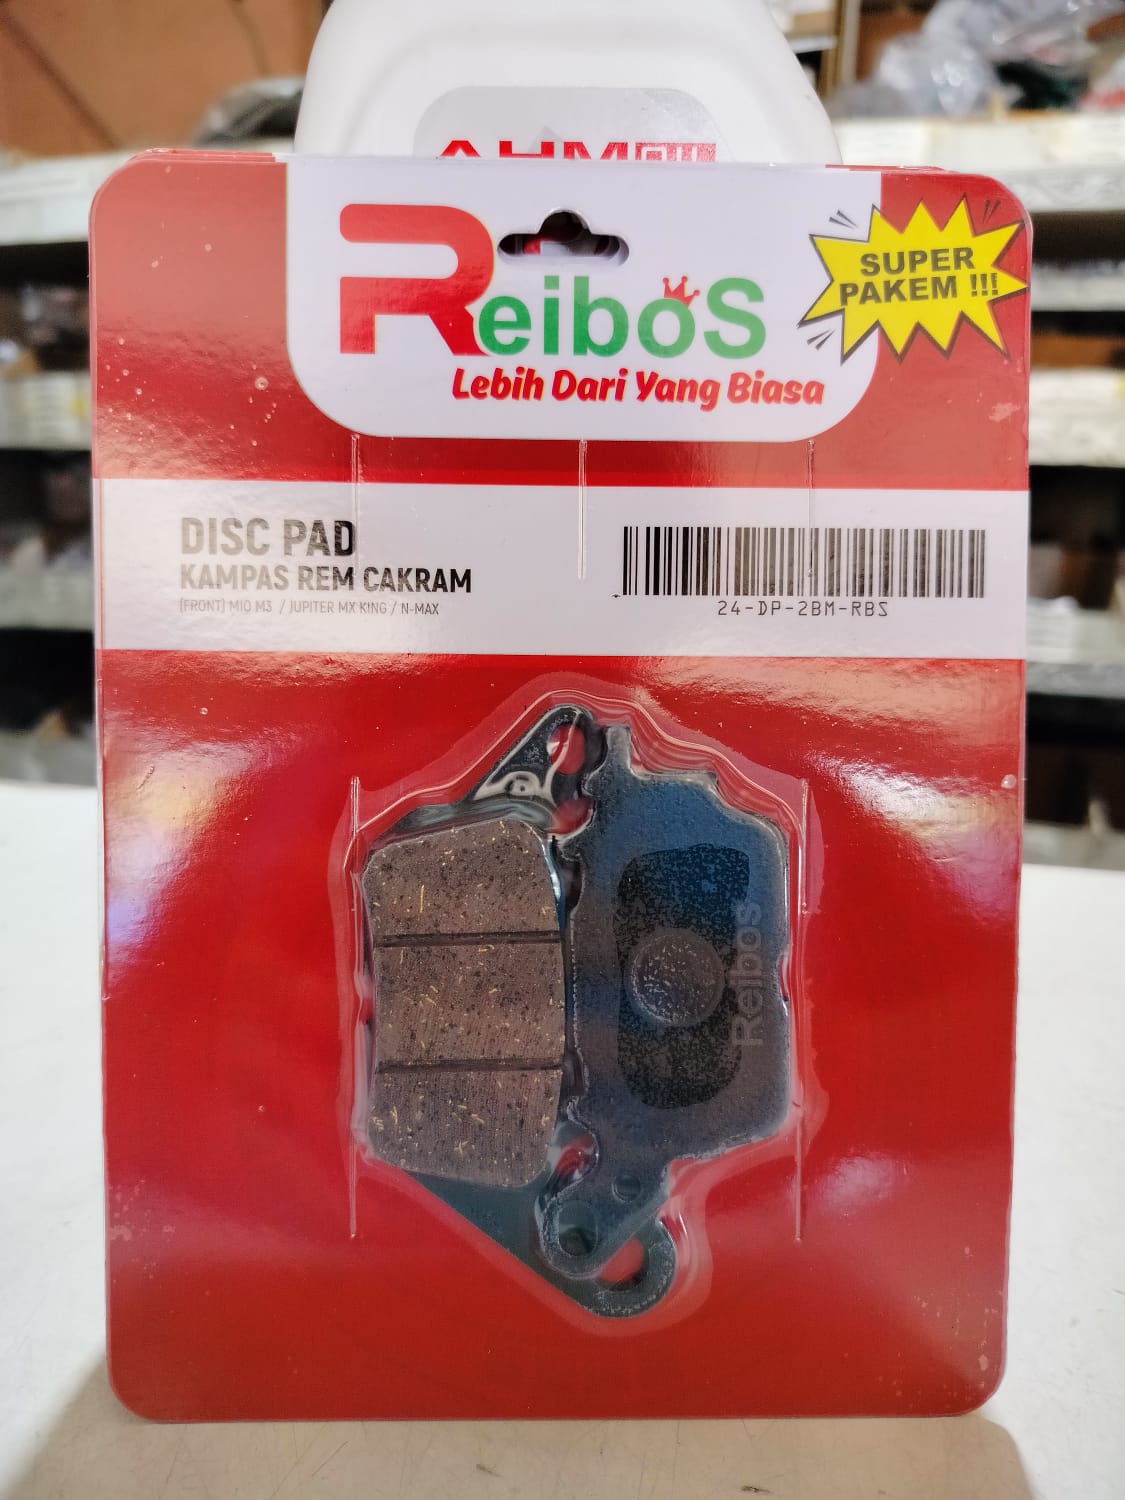 AHM
Reibos
Lebih Dari Yang Biasa
SUPER
PAKEM !!!
DISC PAD
KAMPAS REM CAKRAM
(FRONT) MIO M3 / JUPITER MX KING / N-MAX
24-DP-2BM-RBS
Reibos